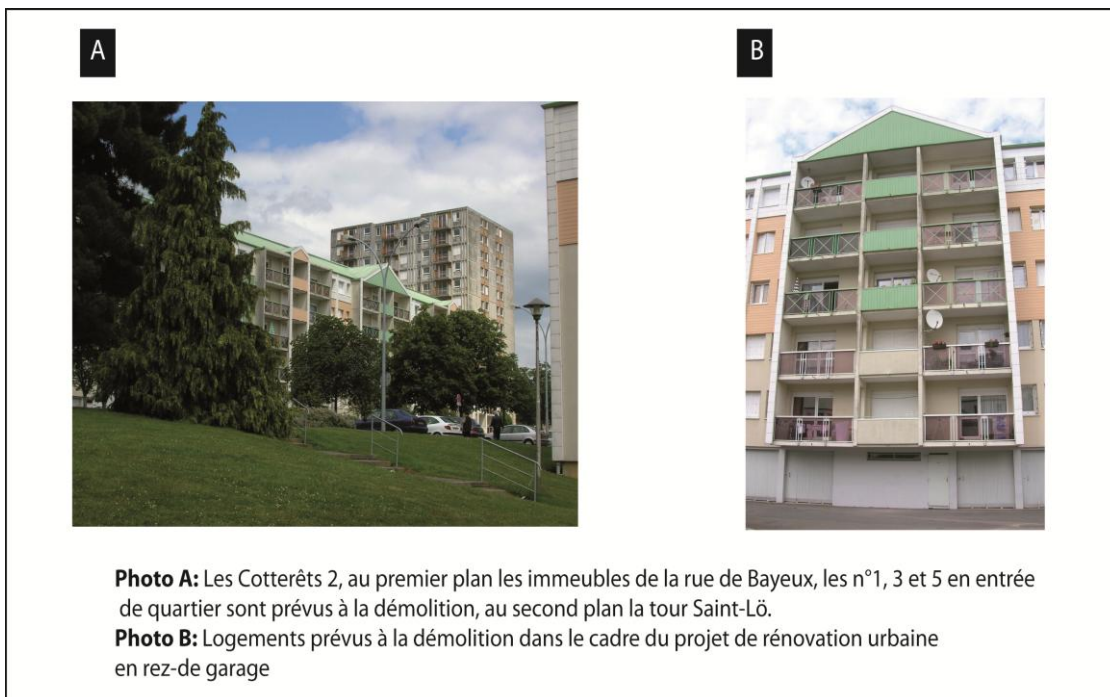 A
B
Photo A: Les Cotterêts 2, au premier plan les immeubles de la rue de Bayeux, les n°1, 3 et 5 en entrée
de quartier sont prévus à la démolition, au second plan la tour Saint-Lö.
Photo B: Logements prévus à la démolition dans le cadre du projet de rénovation urbaine
en rez-de garage